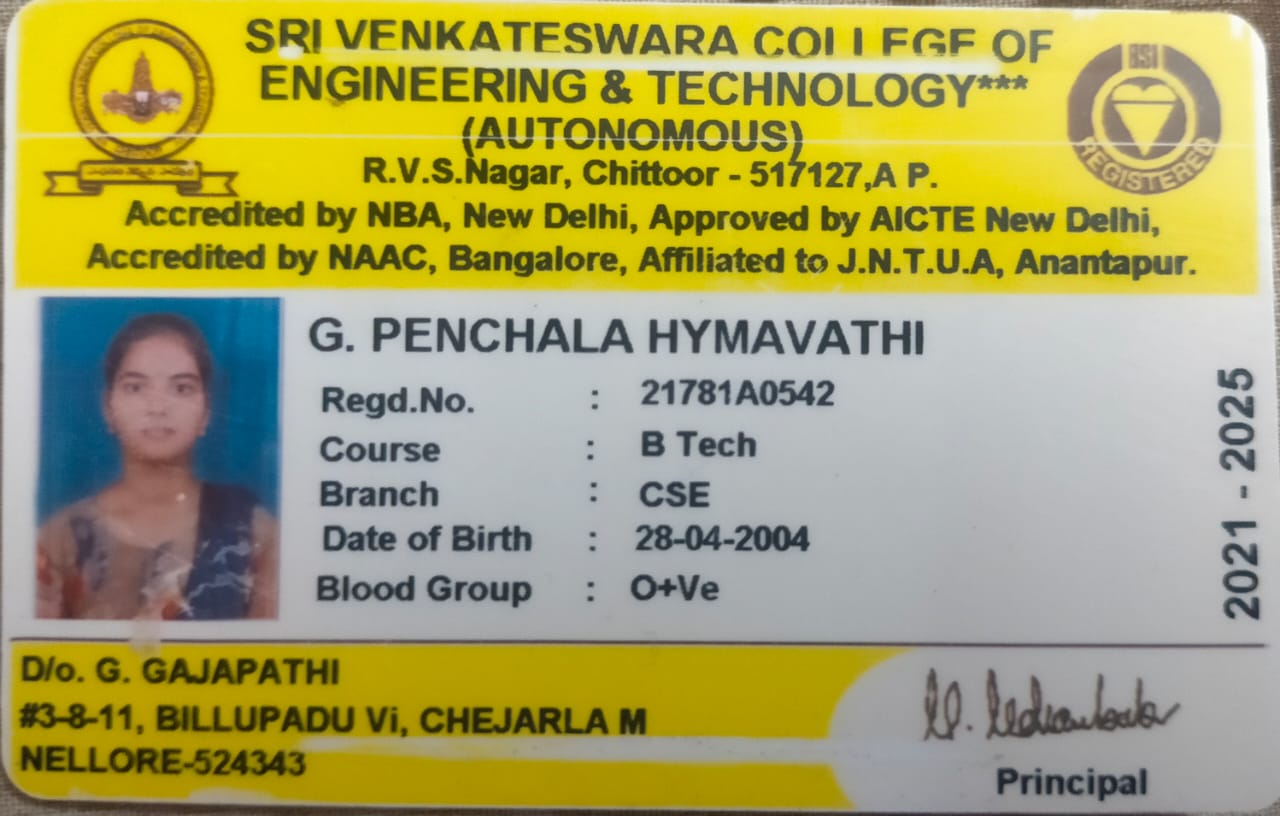 SRI VENKATESWARA COLLEGE OF
ENGINEERING & TECHNOLOGY***
(AUTONOMOUS)
R.V.S.Nagar, Chittoor - 517127,A P.
Accredited by NBA, New Delhi, Approved by AICTE New Delhi,
Accredited by NAAC, Bangalore, Affiliated to J.N.T.U.A, Anantapur.
BSI
REGISTERED
G. PENCHALA HYMAVATHI
Regd.No. : 21781A0542
Course : B Tech
Branch : CSE
Date of Birth : 28-04-2004
Blood Group : O+Ve
2021 - 2025
D/o. G. GAJAPATHI
#3-8-11, BILLUPADU Vi, CHEJARLA M
NELLORE-524343
Principal